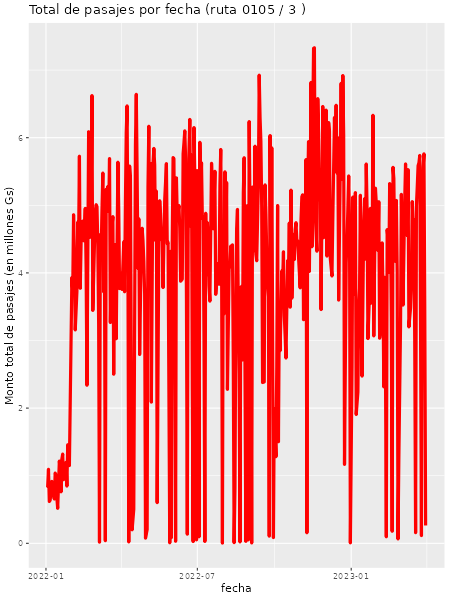 Total de pasajes por fecha (ruta 0105 / 3 )
Monto total de pasajes (en millones Gs)
6
4
2
0
2022-01
2022-07
2023-01
fecha